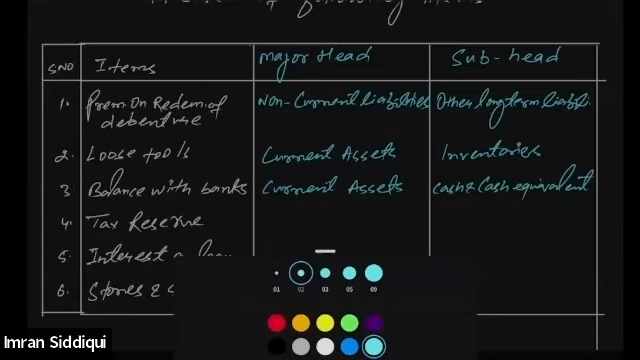 SNO Items Major Head Sub-head
1. Prem. On Redem. of debenture Non-Current liabilities Other longterm liabili.
2. Loose tools Current Assets Inventories
3 Balance with banks Current Assets Cash & Cash equivalent
4. Tax Reserve
5. Interest
6. Stores &
01 02 03 05 09
Imran Siddiqui